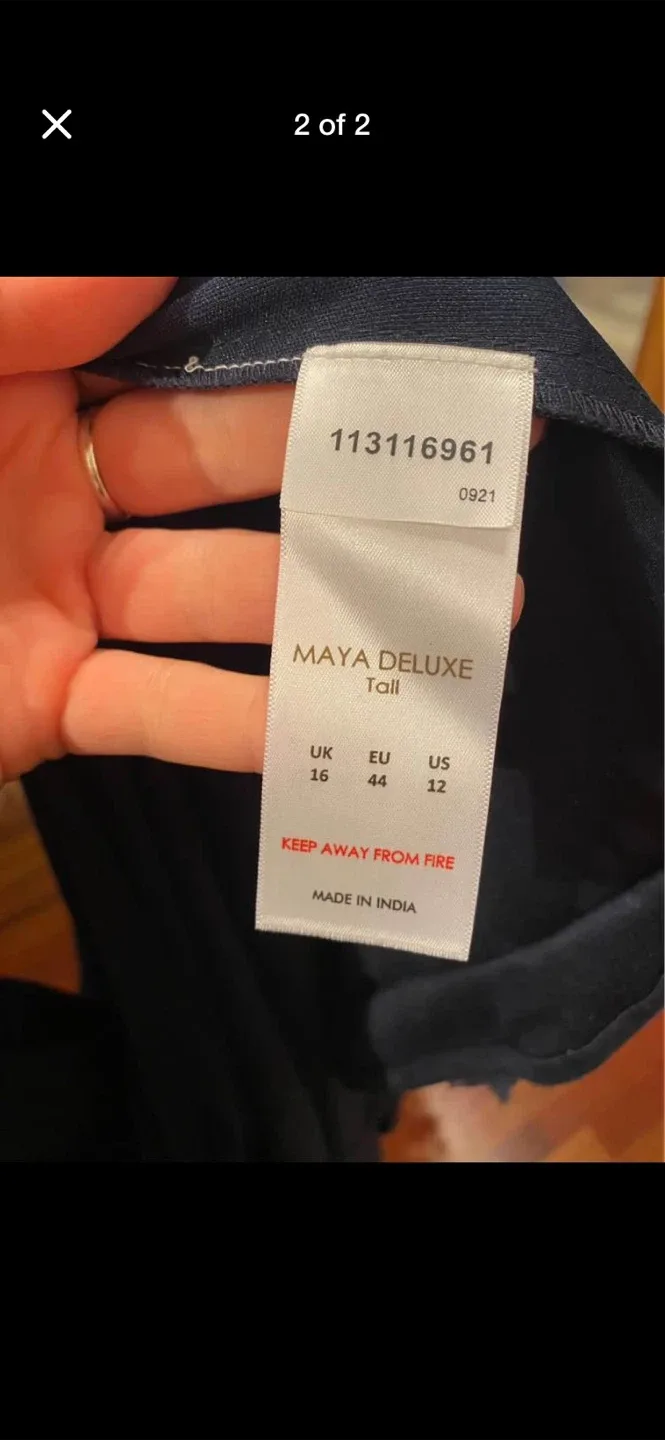 2 of 2
113116961
0921
MAYA DELUXE
Tall
UK EU US
16 44 12
KEEP AWAY FROM FIRE
MADE IN INDIA